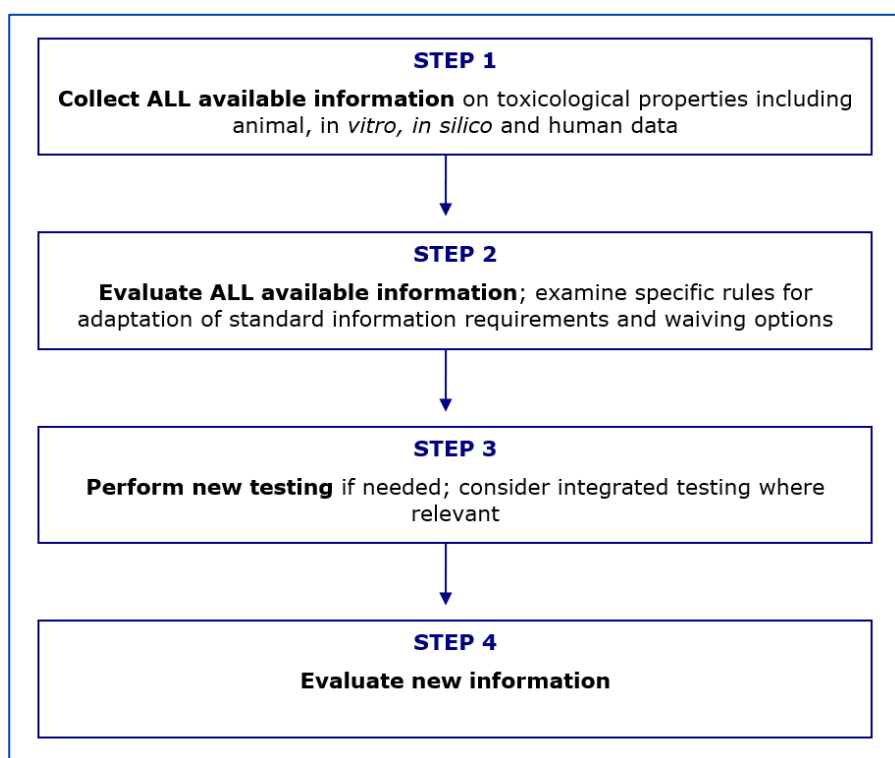 STEP 1
Collect ALL available information on toxicological properties including
animal, in vitro, in silico and human data
STEP 2
Evaluate ALL available information; examine specific rules for
adaptation of standard information requirements and waiving options
STEP 3
Perform new testing if needed; consider integrated testing where
relevant
STEP 4
Evaluate new information